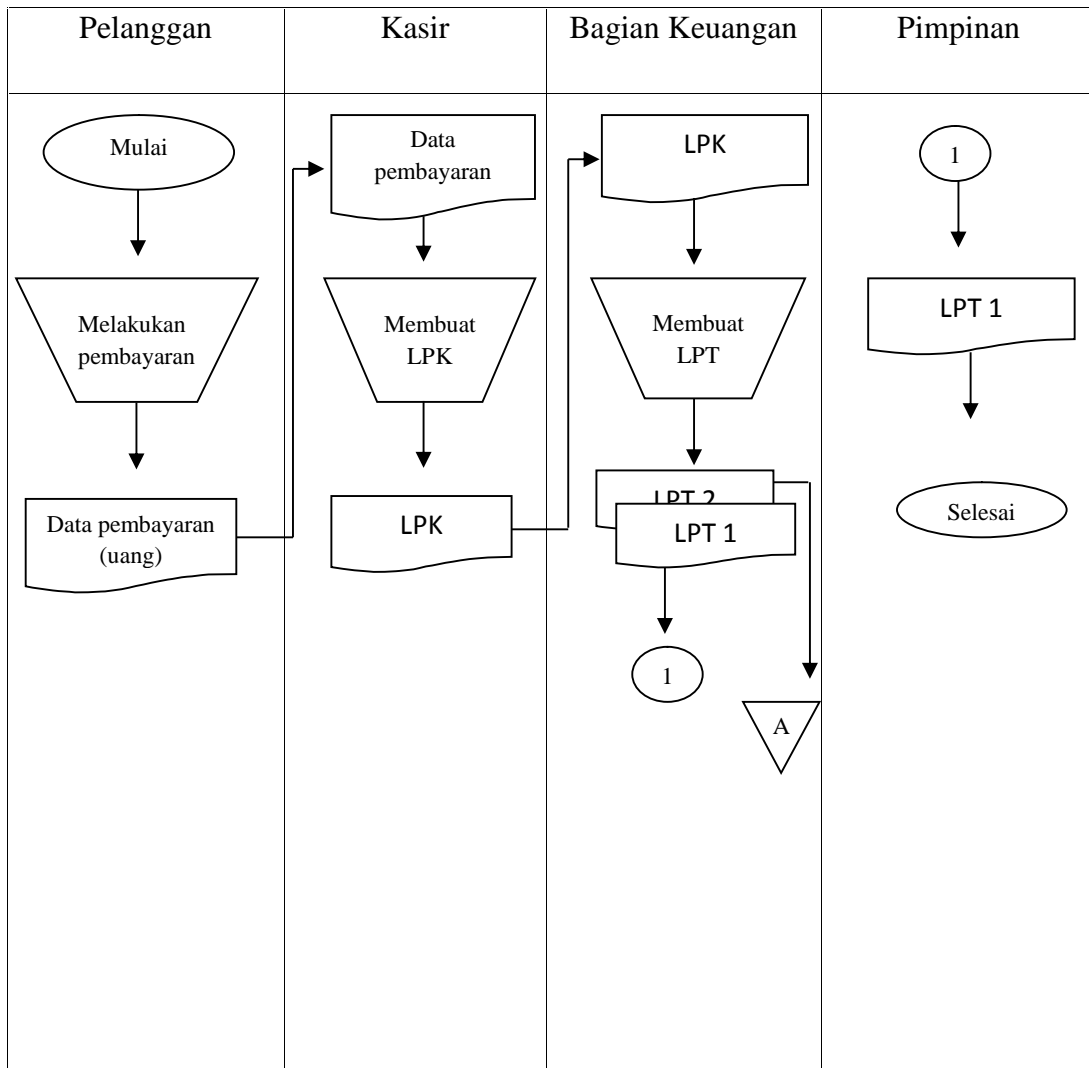 Pelanggan
Kasir
Bagian Keuangan
Pimpinan
Mulai
Melakukan
pembayaran
Data pembayaran
(uang)
Data
pembayaran
Membuat
LPK
LPK
LPK
Membuat
LPT
LPT 2
LPT 1
1
A
1
LPT 1
Selesai